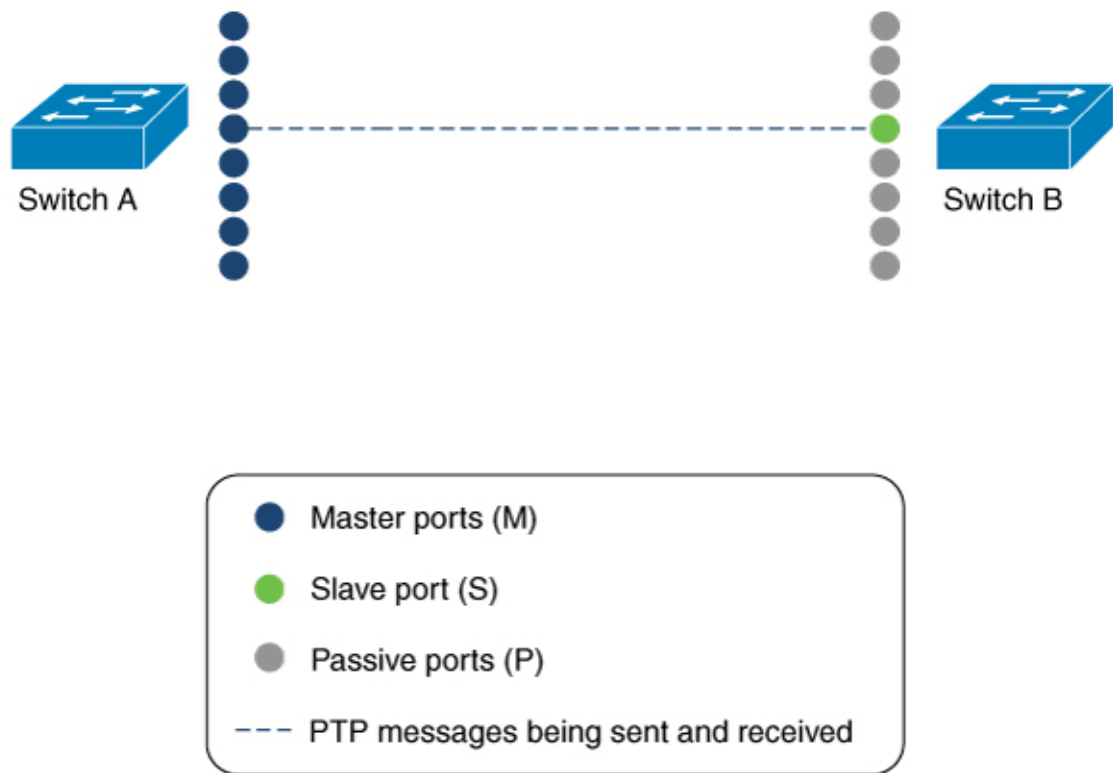 Switch A
Switch B
Master ports (M)
Slave port (S)
Passive ports (P)
PTP messages being sent and received